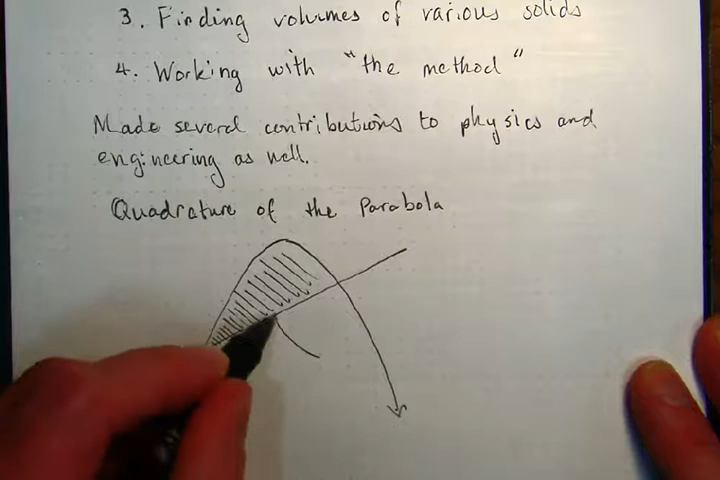 3. Finding volumes of various solids
4. Working with "the method"
Made several contributions to physics and
engineering as well.
Quadrature of the Parabola